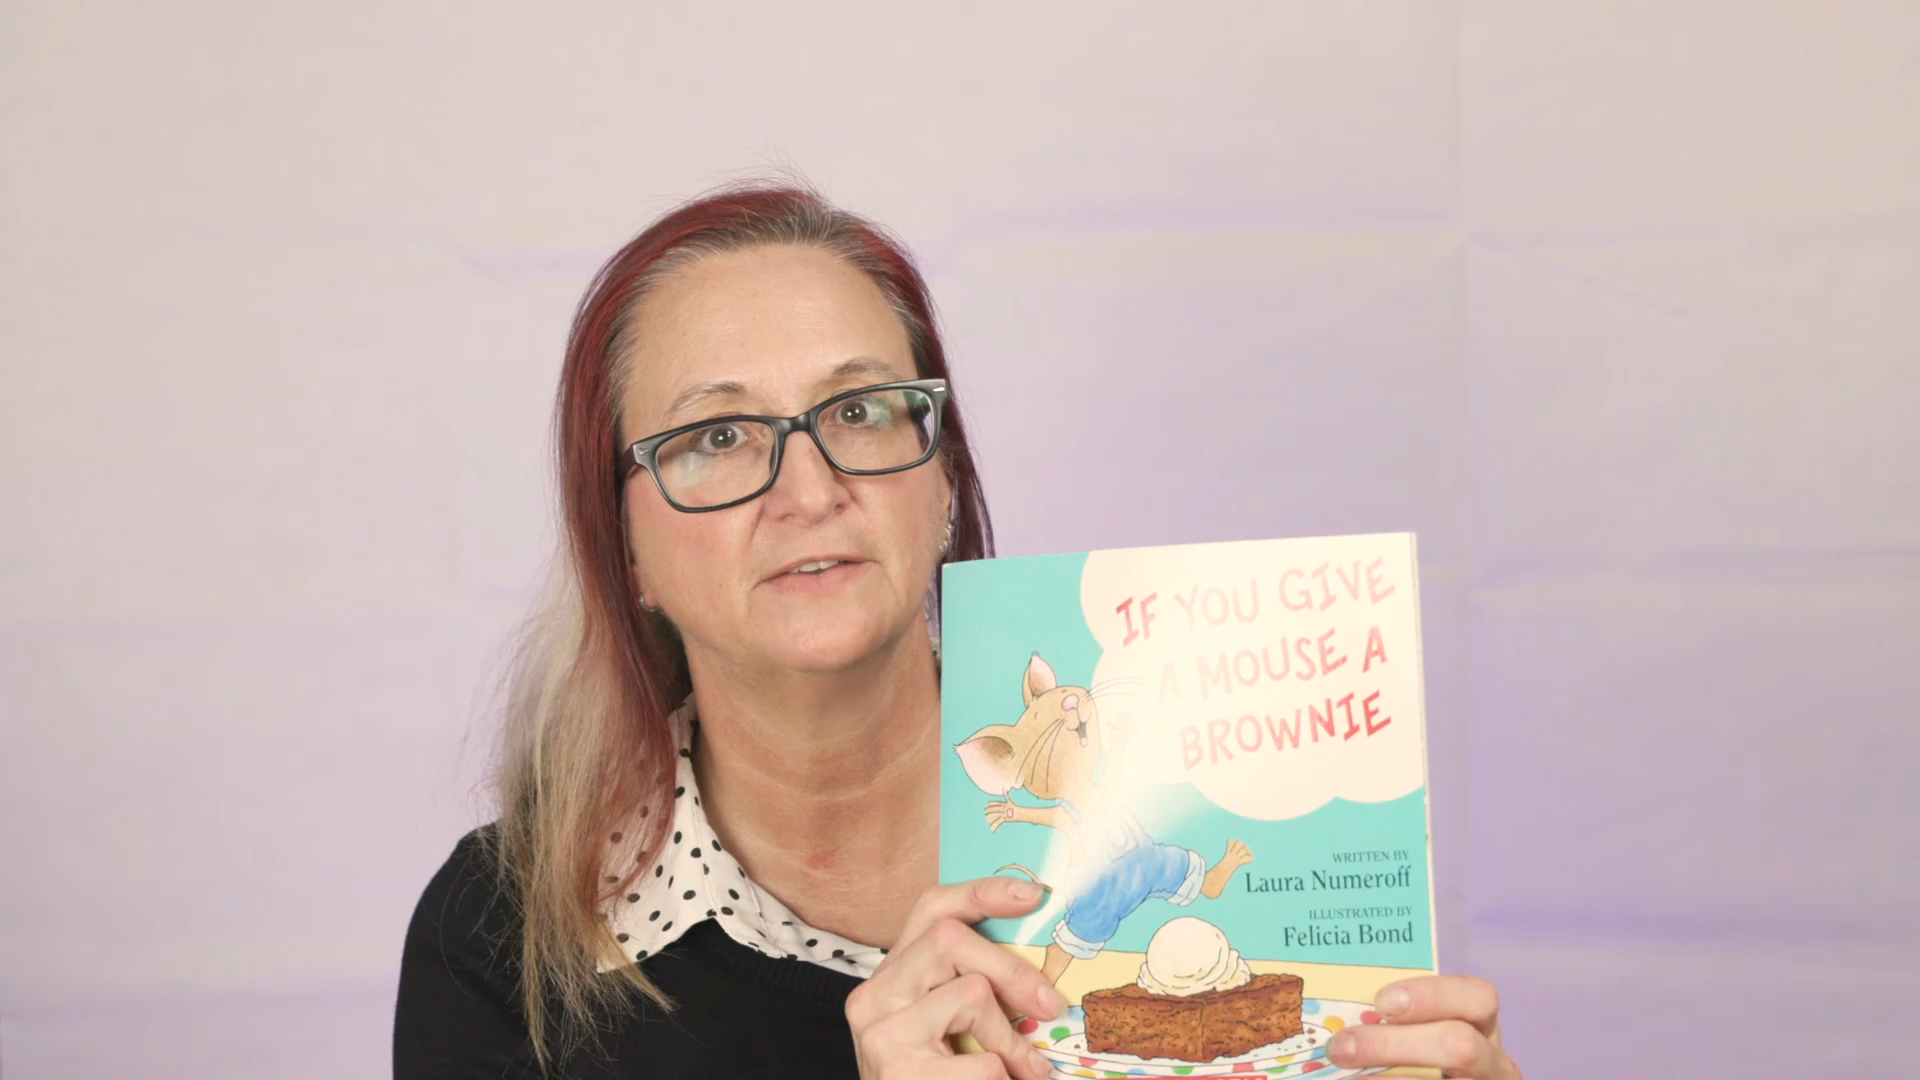 IF YOU GIVE
A MOUSE A
BROWNIE
WRITTEN BY
Laura Numeroff
ILLUSTRATED BY
Felicia Bond